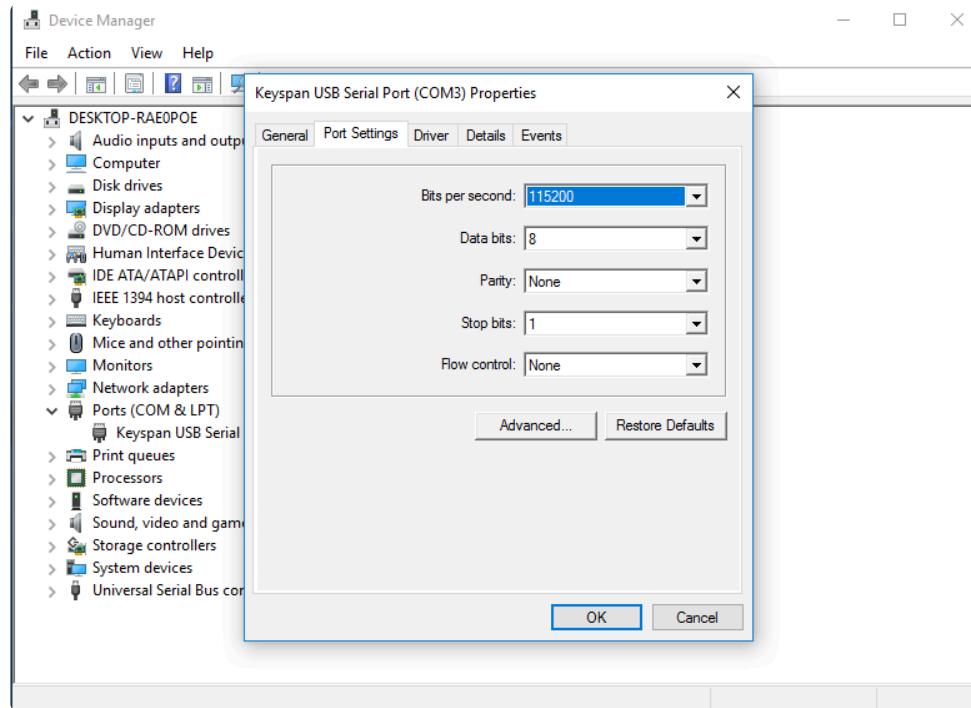 Device Manager
File Action View Help
DESKTOP-RAE0POE
Audio inputs and outp
Computer
Disk drives
Display adapters
DVD/CD-ROM drives
Human Interface Devic
IDE ATA/ATAPI controll
IEEE 1394 host controlle
Keyboards
Mice and other pointin
Monitors
Network adapters
Ports (COM & LPT)
Keyspan USB Serial
Print queues
Processors
Software devices
Sound, video and game
Storage controllers
System devices
Universal Serial Bus cor
Keyspan USB Serial Port (COM3) Properties
General Port Settings Driver Details Events
Bits per second: 115200
Data bits: 8
Parity: None
Stop bits: 1
Flow control: None
Advanced... Restore Defaults
OK Cancel